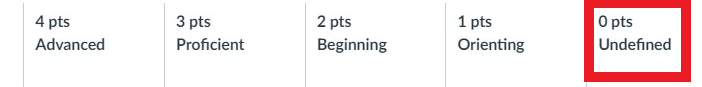 4 pts
Advanced
3 pts
Proficient
2 pts
Beginning
1 pts
Orienting
0 pts
Undefined